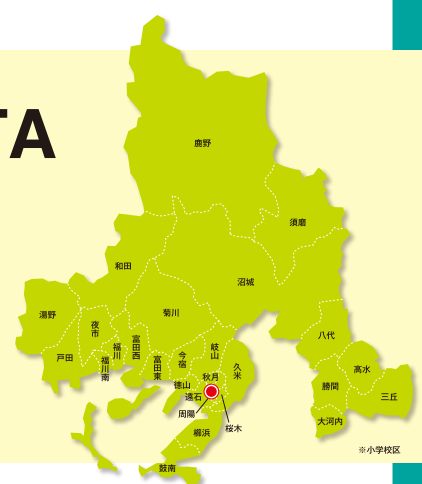 TA
鹿野
須磨
和田
沼城
湯野
夜市
菊川
戸田
福川南
福川
富田西
富田東
今宿
岐山
久米
八代
高水
勝間
三丘
大河内
徳山
秋月
遠石
周陽
桜木
櫛浜
鼓南
※小学校区